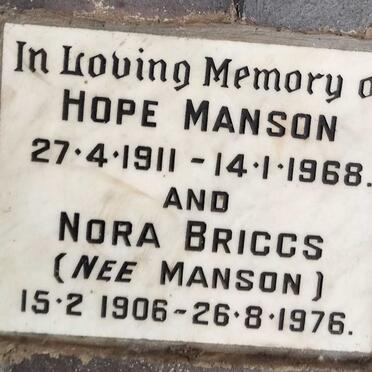 In Loving Memory o
HOPE MANSON
27·4·1911 - 14·1·1968.
AND
NORA BRIGGS
(NEE MANSON)
15·2 1906 - 26·8·1976.